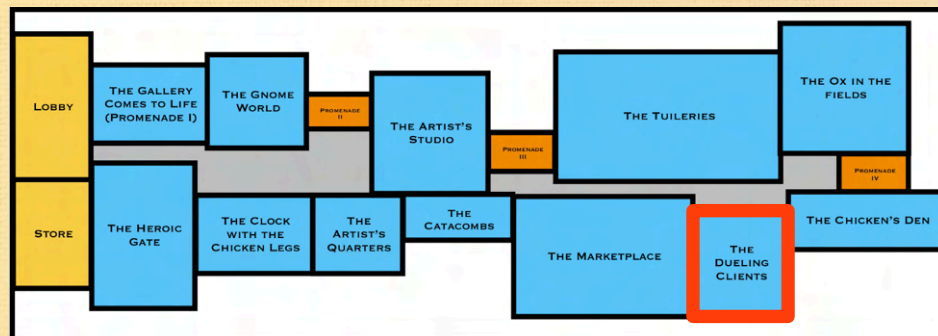 Lobby
The Gallery
Comes to Life
(Promenade I)
The Gnome
World
Promenade
II
The Artist's
Studio
Promenade
III
The Tuileries
The Ox in the
fields
Promenade
IV
Store
The Heroic
Gate
The Clock
with the
Chicken Legs
The
Artist's
Quarters
The
Catacombs
The Marketplace
The
Dueling
Clients
The Chicken's Den